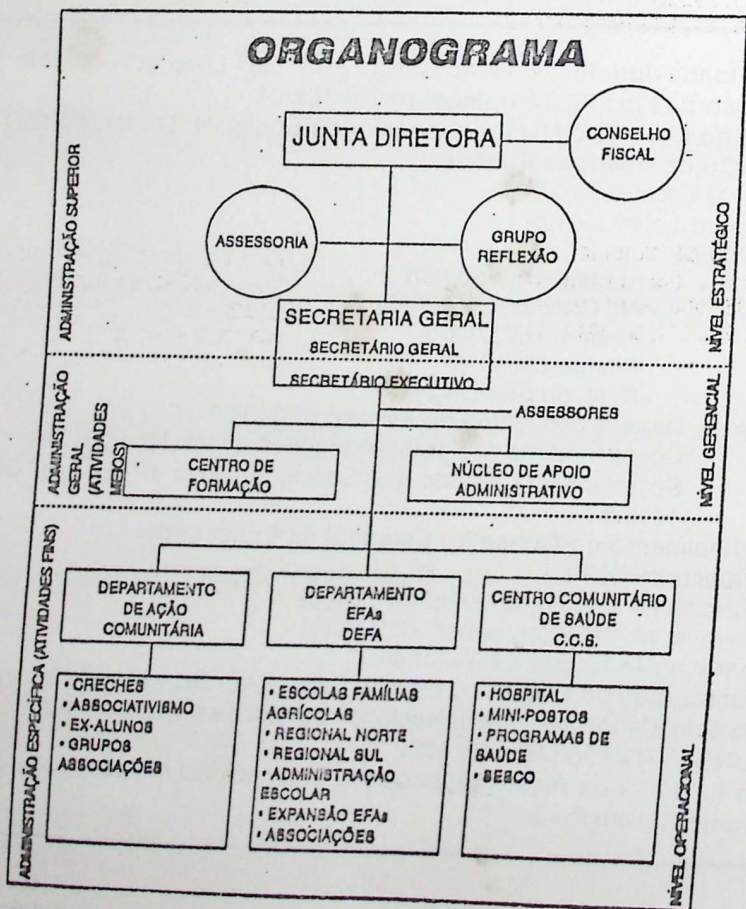 ORGANOGRAMA
JUNTA DIRETORA
CONSELHO
FISCAL
ASSESSORIA
GRUPO
REFLEXÃO
SECRETARIA GERAL
SECRETÁRIO GERAL
SECRETÁRIO EXECUTIVO
ADMINISTRAÇÃO SUPERIOR
NÍVEL ESTRATÉGICO
ASSESSORES
CENTRO DE
FORMAÇÃO
NÚCLEO DE APOIO
ADMINISTRATIVO
ADMINISTRAÇÃO
GERAL
(ATIVIDADES
MEIOS)
NÍVEL GERENCIAL
DEPARTAMENTO
DE AÇÃO
COMUNITÁRIA
DEPARTAMENTO
EFAs
DEFA
CENTRO COMUNITÁRIO
DE SAÚDE
C.C.S.
• CRECHES
• ASSOCIATIVISMO
• EX-ALUNOS
• GRUPOS
ASSOCIAÇÕES
• ESCOLAS FAMÍLIAS
AGRÍCOLAS
• REGIONAL NORTE
• REGIONAL SUL
• ADMINISTRAÇÃO
ESCOLAR
• EXPANSÃO EFAs
• ASSOCIAÇÕES
• HOSPITAL
• MINI-POSTOS
• PROGRAMAS DE
SAÚDE
• SESCO
ADMINISTRAÇÃO ESPECÍFICA (ATIVIDADES FINS)
NÍVEL OPERACIONAL